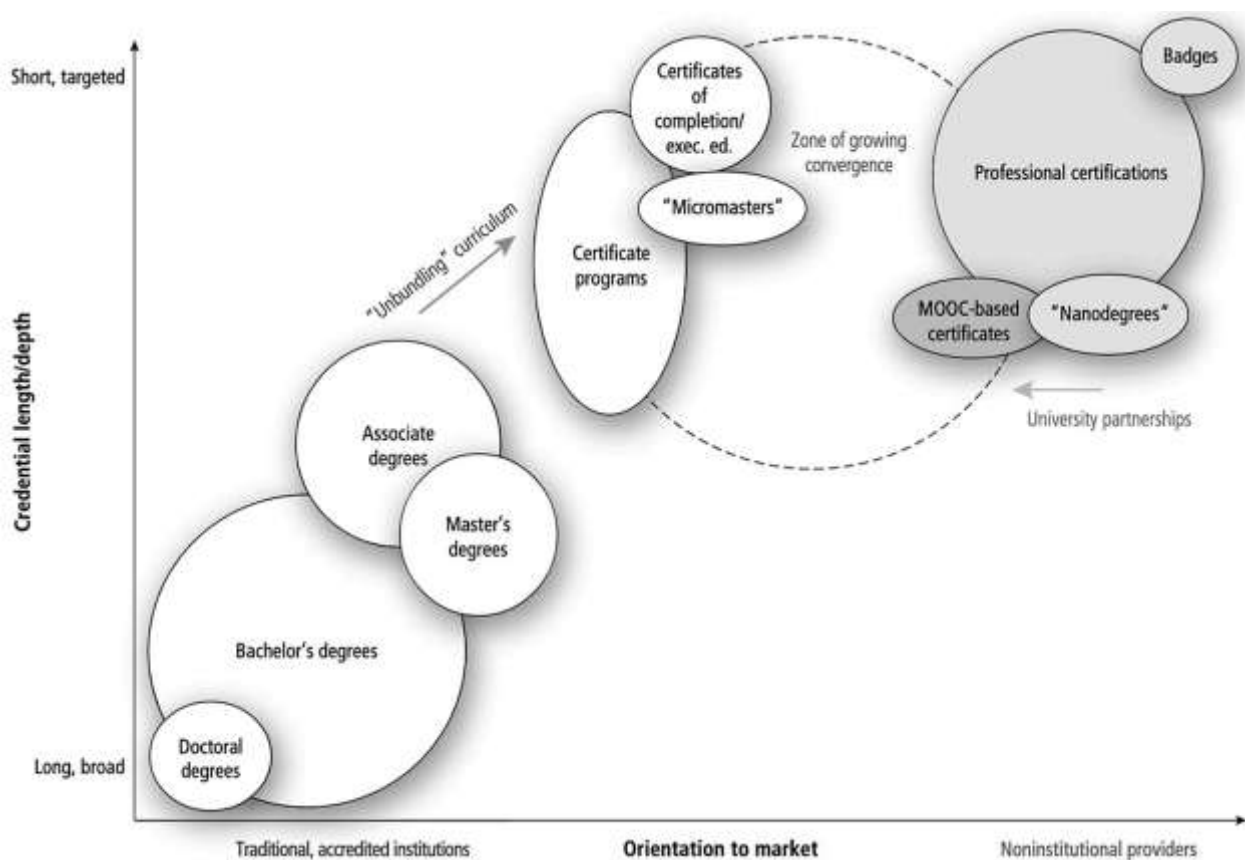 Badges
Short, targeted
Certificates
of
completion/
exec. ed.
Zone of growing
convergence
Professional certifications
"Micromasters"
"Unbundling" curriculum
Certificate
programs
MOOC-based
certificates
"Nanodegrees"
University partnerships
Associate
degrees
Credential length/depth
Master's
degrees
Bachelor's degrees
Doctoral
degrees
Long, broad
Traditional, accredited institutions
Orientation to market
Noninstitutional providers